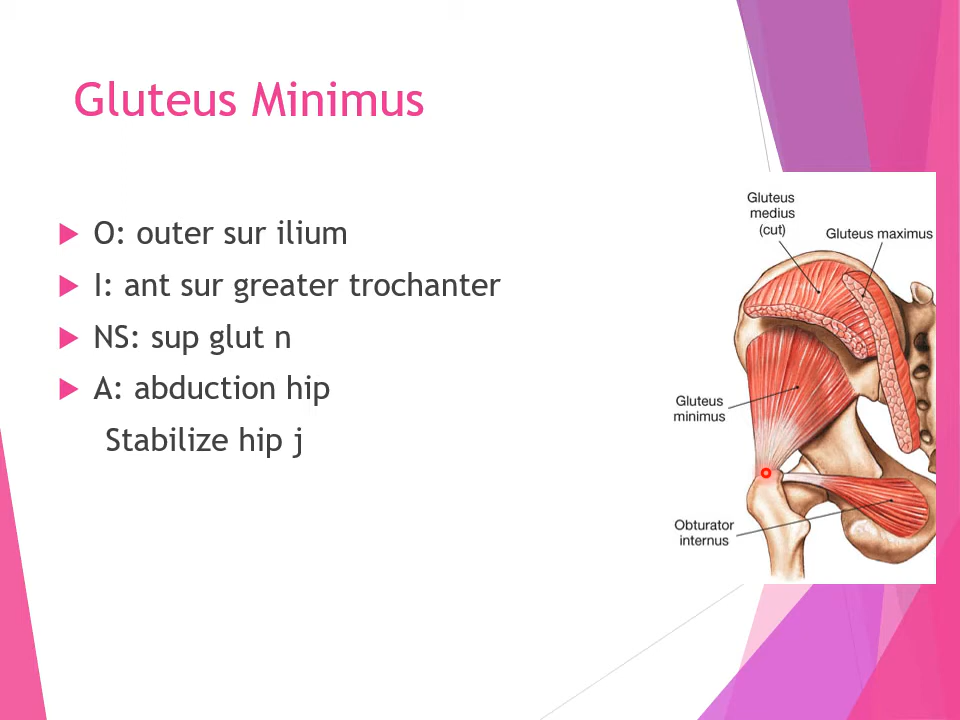 Gluteus Minimus
O: outer sur ilium
I: ant sur greater trochanter
NS: sup glut n
A: abduction hip
Stabilize hip j
Gluteus
medius
(cut)
Gluteus maximus
Gluteus
minimus
Obturator
internus